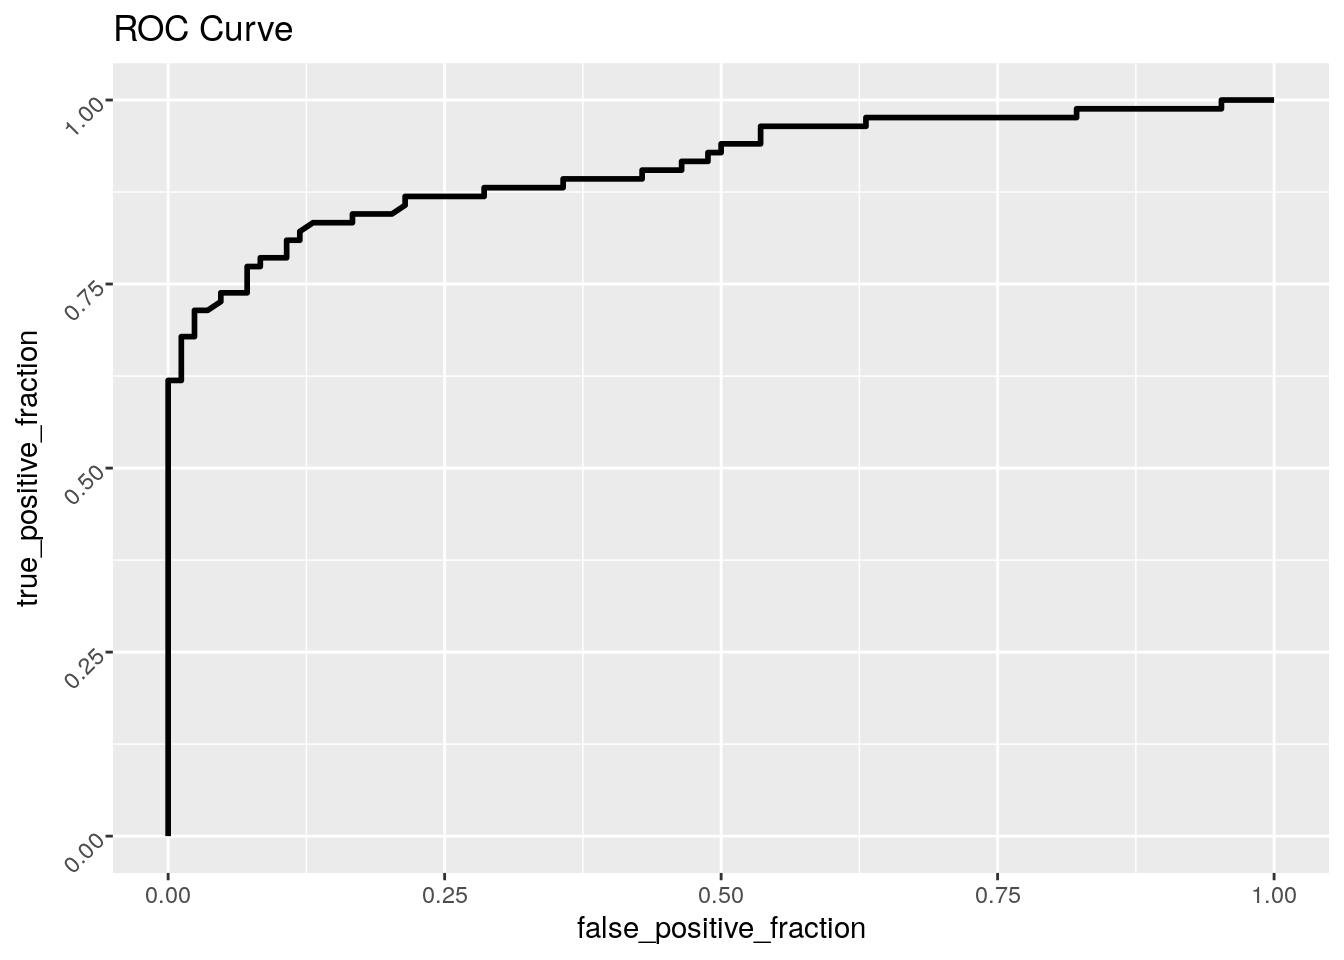 ROC Curve
true_positive_fraction
1.00
0.75
0.50
0.25
0.00
0.00 0.25 0.50 0.75 1.00
false_positive_fraction